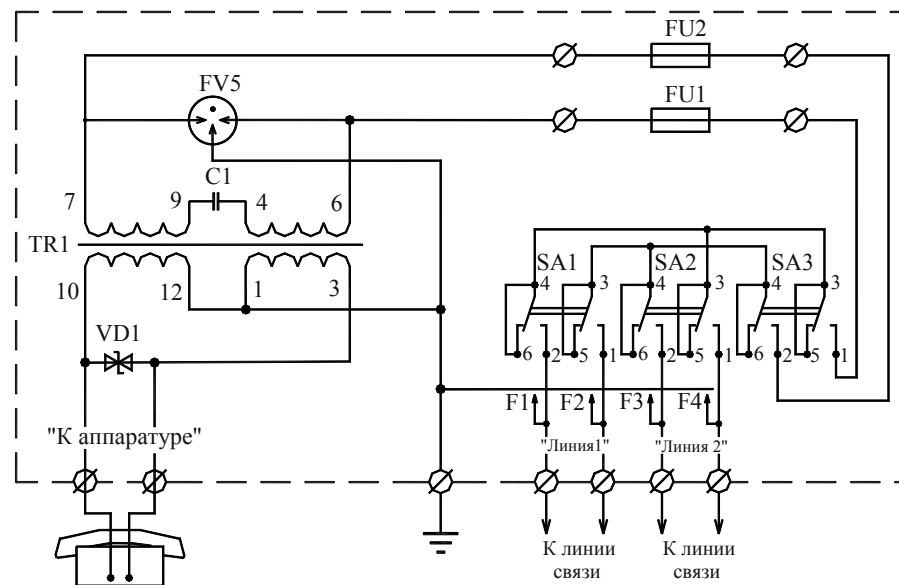 FU2
FV5
FU1
C1
7
9
4
6
TR1
10
12
1
3
SA1
SA2
SA3
4
3
4
3
4
3
VD1
6
2
5
1
6
2
5
1
6
2
5
1
F1
F2
F3
F4
"К аппаратуре"
"Линия1"
"Линия 2"
К линии
связи
К линии
связи